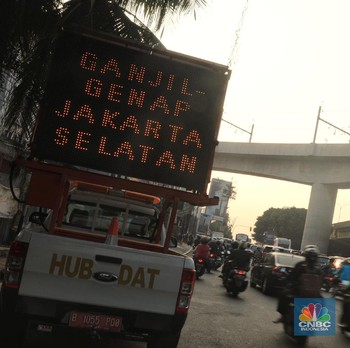 GANJIL-
GENAP
JAKARTA
SELATAN
HUBDAT
CNBC
INDONESIA